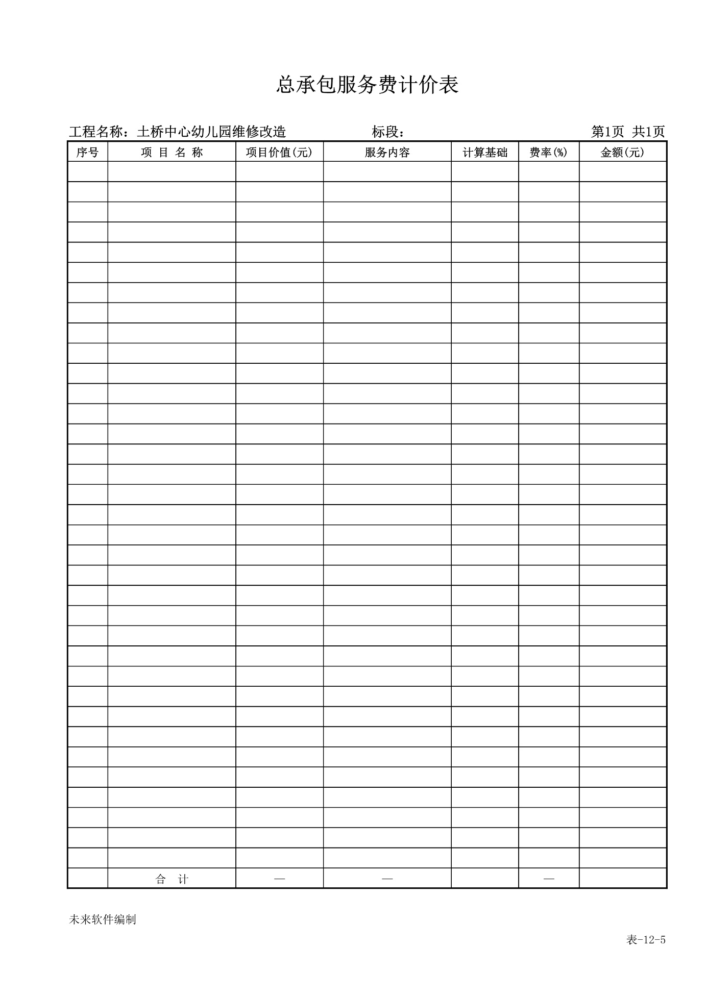 总承包服务费计价表
工程名称：土桥中心幼儿园维修改造 标段： 第1页 共1页
序号 项 目 名 称 项目价值(元) 服务内容 计算基础 费率(%) 金额(元)
合 计 — — —
未来软件编制
表-12-5